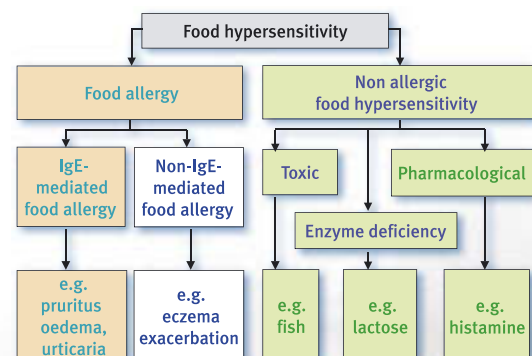 Food hypersensitivity
Food allergy
Non allergic
food hypersensitivity
IgE-
mediated
food allergy
Non-IgE-
mediated
food allergy
Toxic
Pharmacological
Enzyme deficiency
e.g.
pruritus
oedema,
urticaria
e.g.
eczema
exacerbation
e.g.
fish
e.g.
lactose
e.g.
histamine